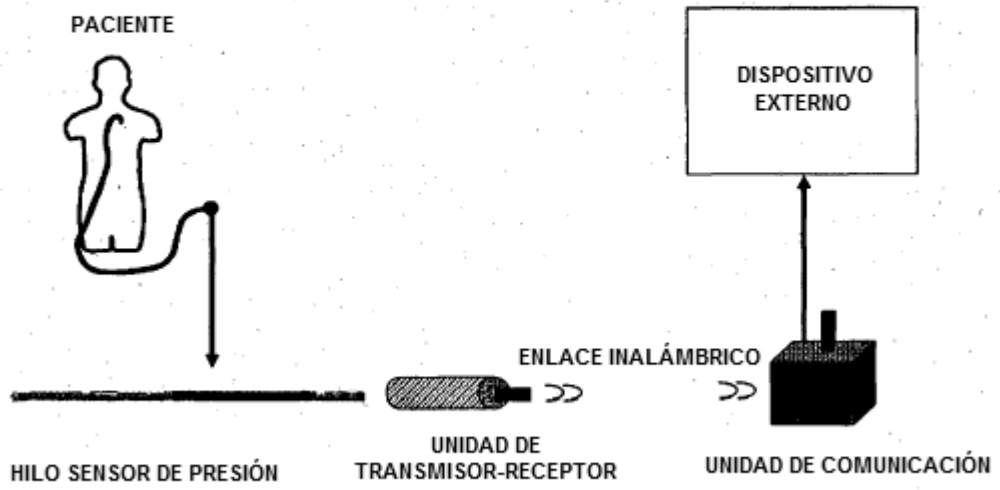 PACIENTE
DISPOSITIVO
EXTERNO
ENLACE INALÁMBRICO
HILO SENSOR DE PRESIÓN
UNIDAD DE
TRANSMISOR-RECEPTOR
UNIDAD DE COMUNICACIÓN